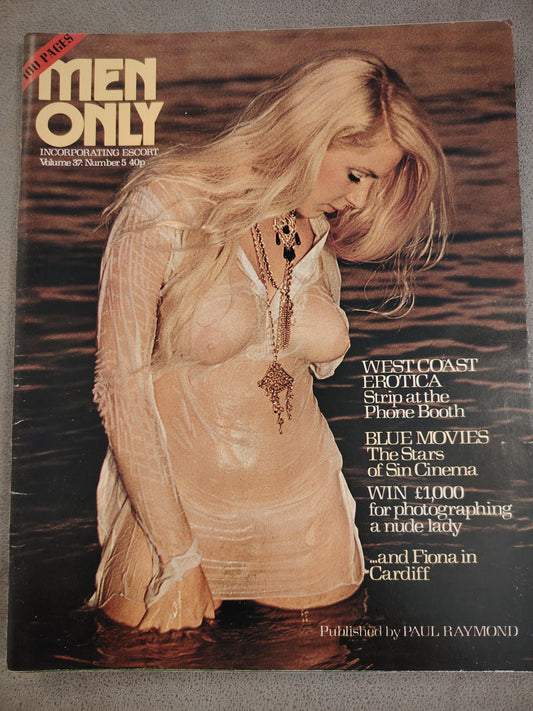 100 PAGES
MEN
ONLY
INCORPORATING ESCORT
Volume 37: Number 5 40p
WEST COAST
EROTICA
Strip at the
Phone Booth
BLUE MOVIES
The Stars
of Sin Cinema
WIN £1,000
for photographing
a nude lady
...and Fiona in
Cardiff
Published by PAUL RAYMOND